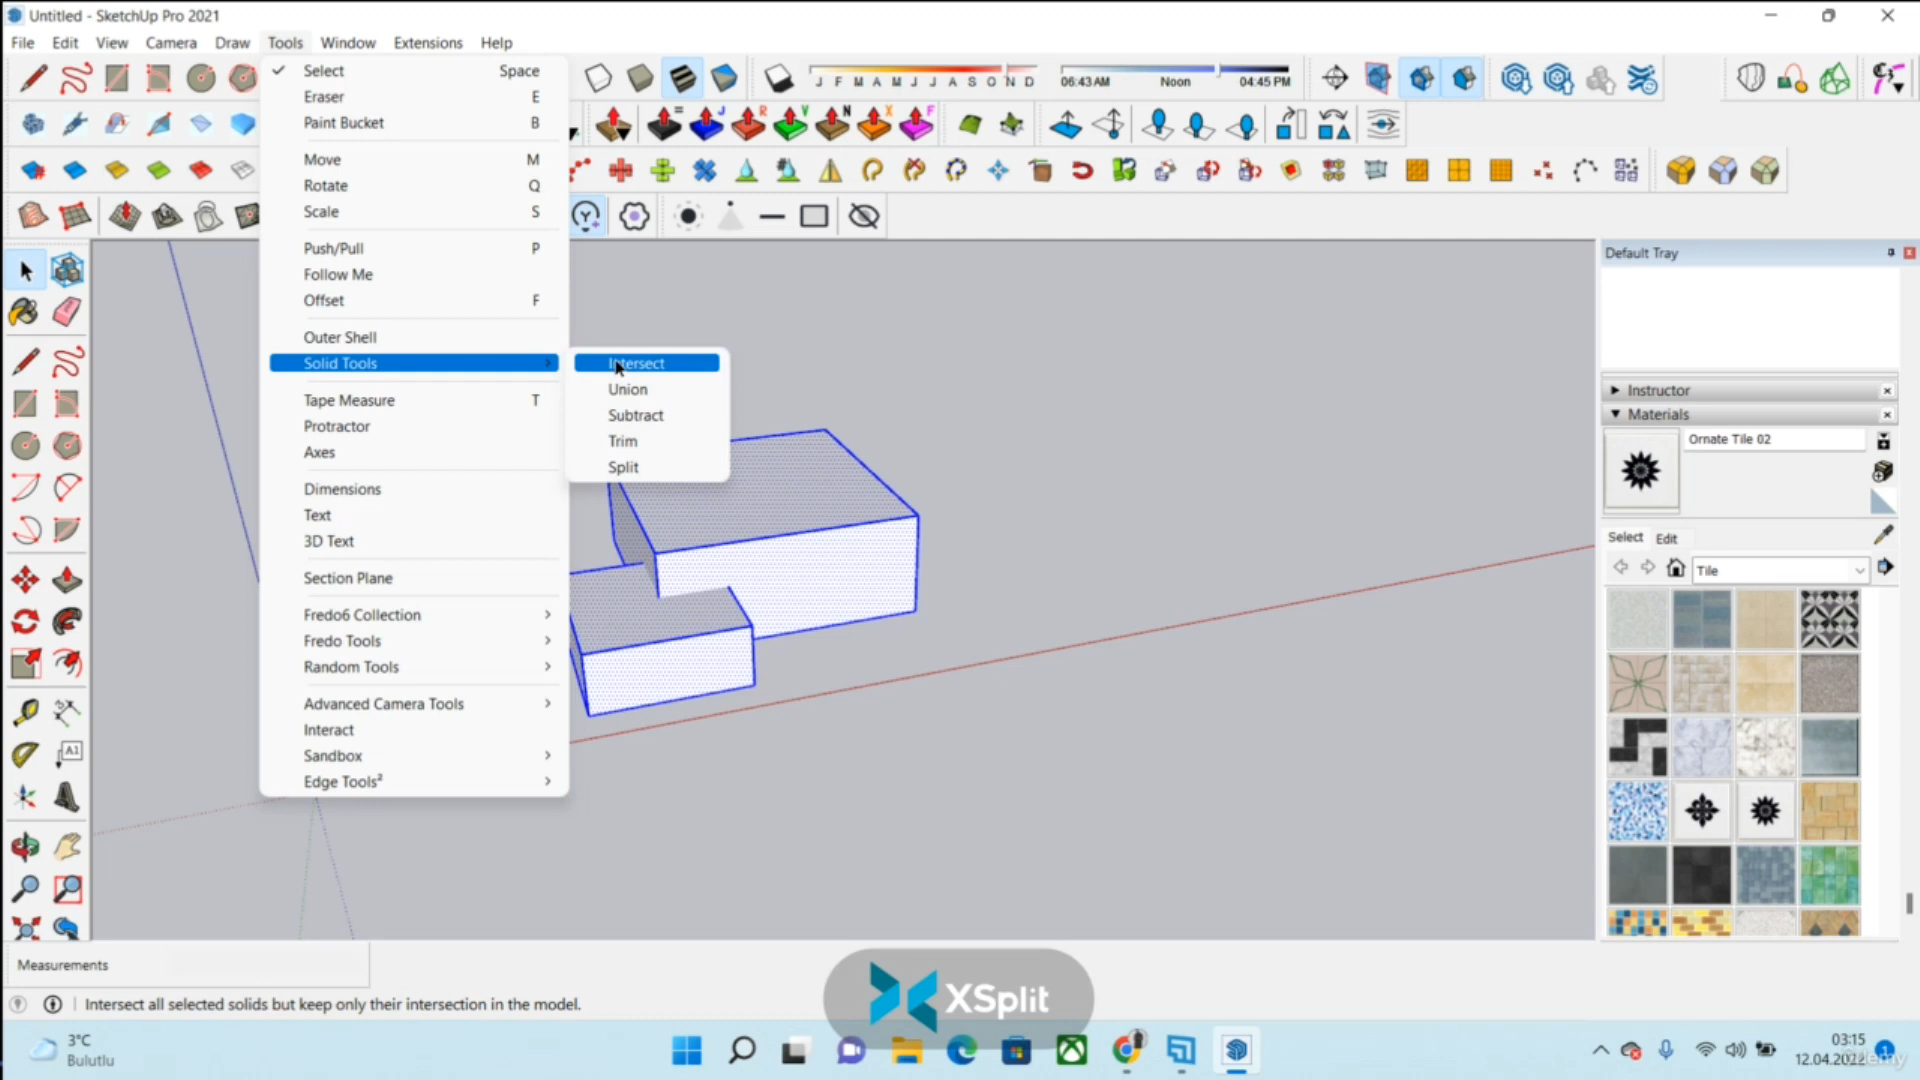 Untitled - SketchUp Pro 2021
File Edit View Camera Draw Tools Window Extensions Help
Select Space
Eraser E
Paint Bucket B
Move M
Rotate Q
Scale S
Push/Pull P
Follow Me
Offset F
Outer Shell
Solid Tools
Tape Measure T
Protractor
Axes
Dimensions
Text
3D Text
Section Plane
Fredo6 Collection
Fredo Tools
Random Tools
Advanced Camera Tools
Interact
Sandbox
Edge Tools²
Intersect
Union
Subtract
Trim
Split
J F M A M J J A S O N D
06:43 AM Noon 04:45 PM
= J R V N X F
A1
Default Tray
Instructor
Materials
Ornate Tile 02
Select Edit
Tile
Measurements
Intersect all selected solids but keep only their intersection in the model.
XSplit
3°C
Bulutlu
03:15
12.04.2022
1